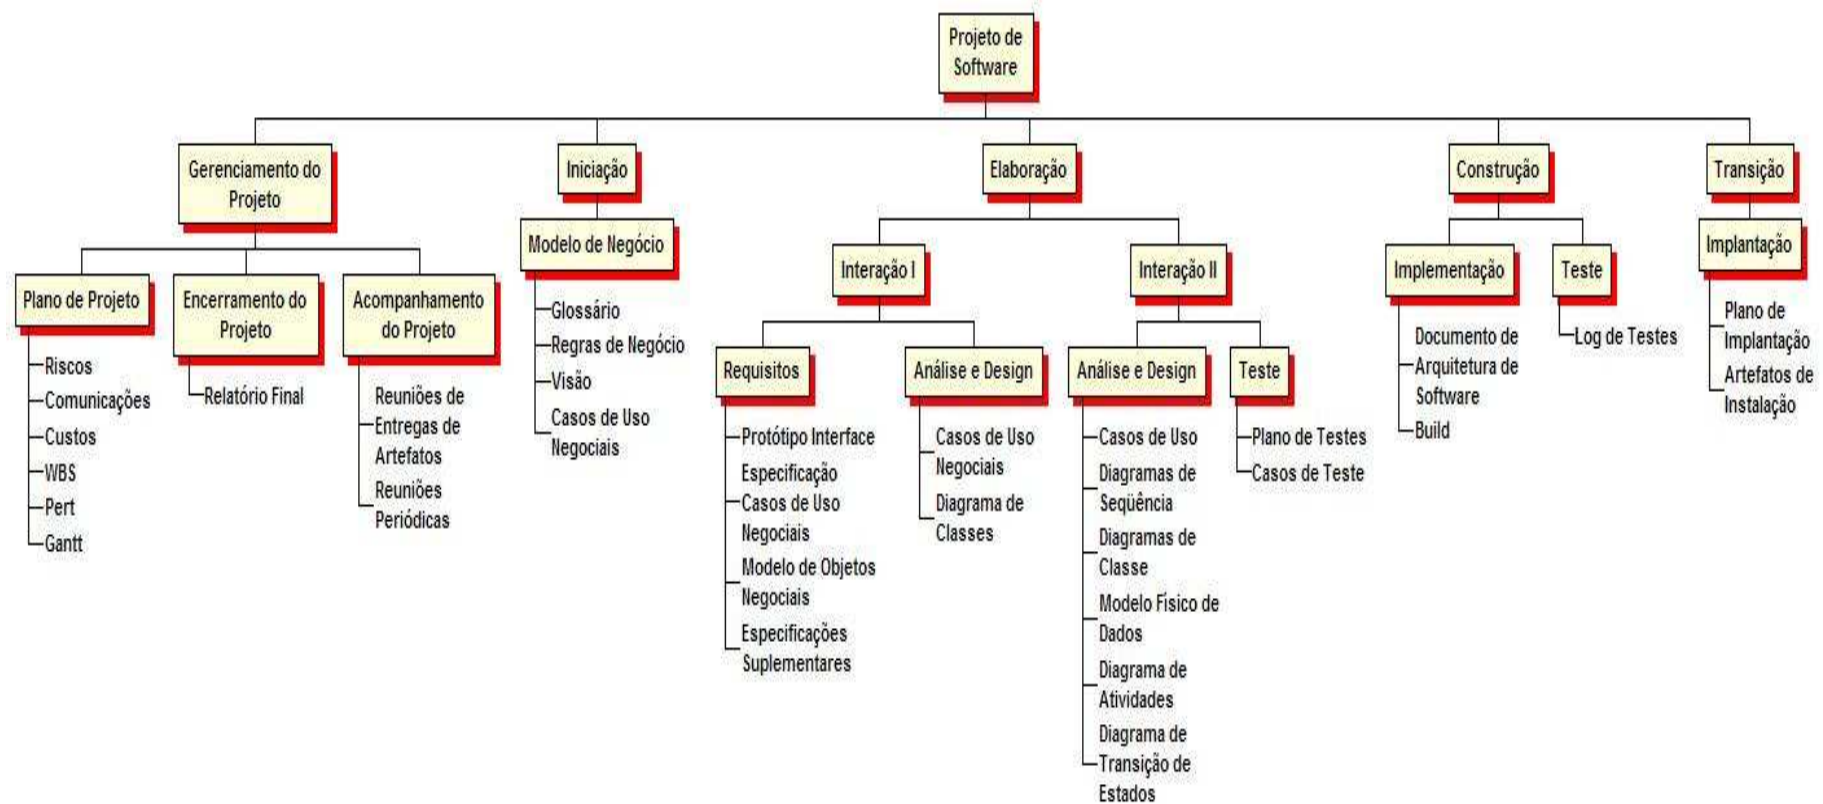 Projeto de
Software
Gerenciamento do
Projeto
Iniciação
Elaboração
Construção
Transição
Plano de Projeto
Encerramento do
Projeto
Acompanhamento
do Projeto
Modelo de Negócio
Interação I
Interação II
Implementação
Teste
Implantação
Riscos
Comunicações
Custos
WBS
Pert
Gantt
Relatório Final
Reuniões de
Entregas de
Artefatos
Reuniões
Periódicas
Glossário
Regras de Negócio
Visão
Casos de Uso
Negociais
Requisitos
Análise e Design
Análise e Design
Teste
Protótipo Interface
Especificação
Casos de Uso
Negociais
Modelo de Objetos
Negociais
Especificações
Suplementares
Casos de Uso
Negociais
Diagrama de
Classes
Casos de Uso
Diagramas de
Seqüência
Diagramas de
Classe
Modelo Físico de
Dados
Diagrama de
Atividades
Diagrama de
Transição de
Estados
Plano de Testes
Casos de Teste
Documento de
Arquitetura de
Software
Build
Log de Testes
Plano de
Implantação
Artefatos de
Instalação